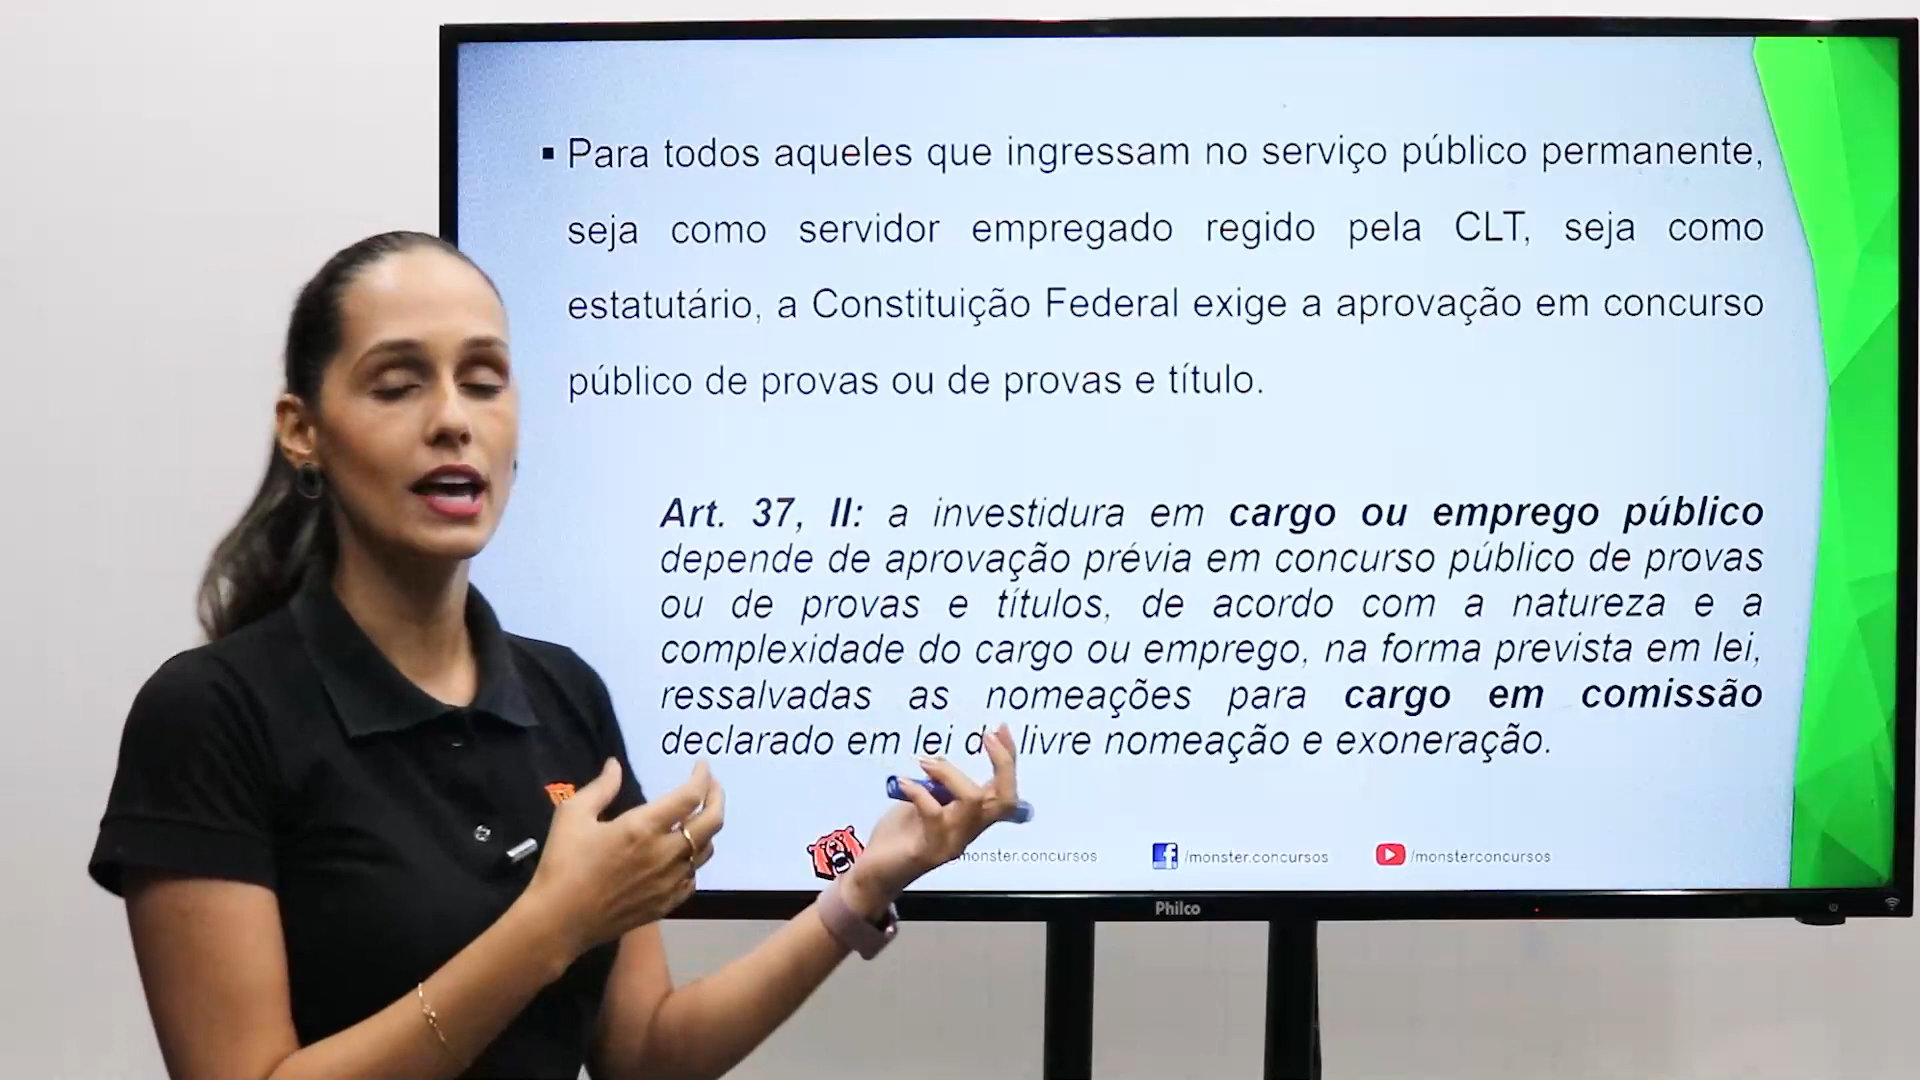 ▪ Para todos aqueles que ingressam no serviço público permanente,
seja como servidor empregado regido pela CLT, seja como
estatutário, a Constituição Federal exige a aprovação em concurso
público de provas ou de provas e título.
Art. 37, II: a investidura em cargo ou emprego público
depende de aprovação prévia em concurso público de provas
ou de provas e títulos, de acordo com a natureza e a
complexidade do cargo ou emprego, na forma prevista em lei,
ressalvadas as nomeações para cargo em comissão
declarado em lei livre nomeação e exoneração.
monster.concursos /monster.concursos /monsterconcursos
Philco